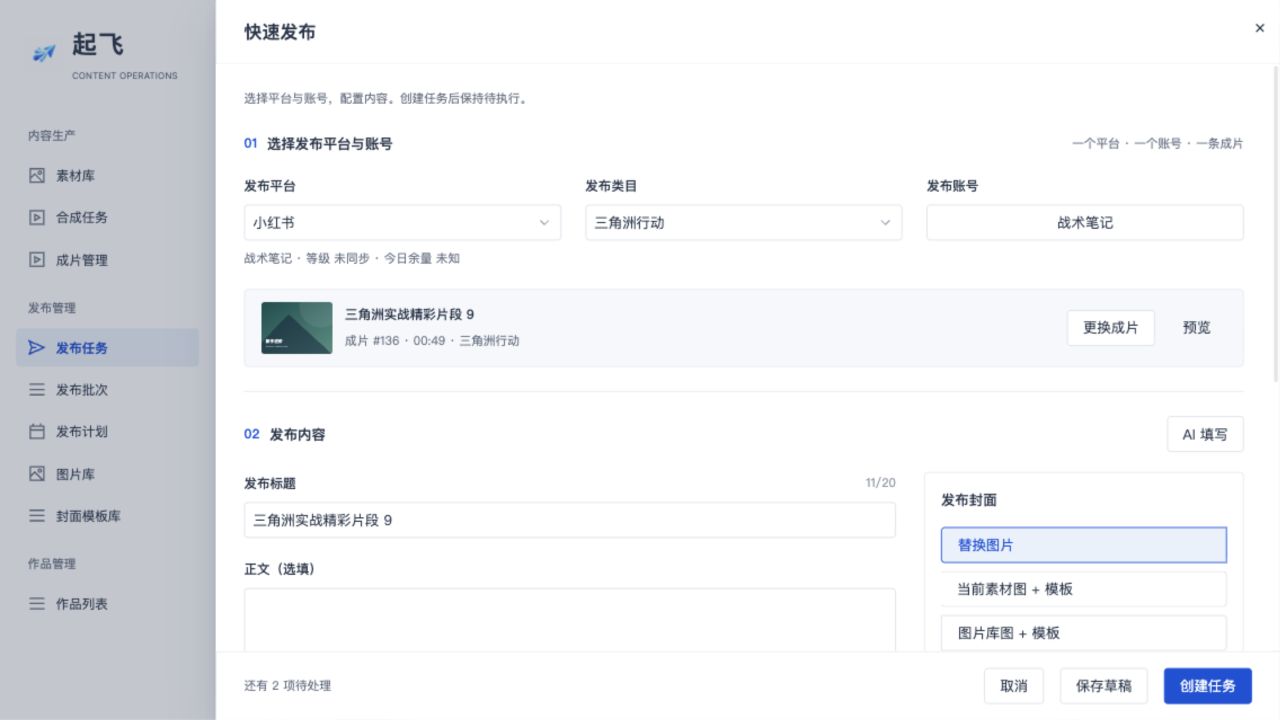 起飞
CONTENT OPERATIONS
内容生产
素材库
合成任务
成片管理
发布管理
发布任务
发布批次
发布计划
图片库
封面模板库
作品管理
作品列表
快速发布
×
选择平台与账号，配置内容。创建任务后保持待执行。
01 选择发布平台与账号
一个平台 · 一个账号 · 一条成片
发布平台
发布类目
发布账号
小红书
三角洲行动
战术笔记
战术笔记 · 等级 未同步 · 今日余量 未知
三角洲实战精彩片段 9
成片 #136 · 00:49 · 三角洲行动
更换成片
预览
02 发布内容
AI 填写
发布标题
11/20
三角洲实战精彩片段 9
正文（选填）
发布封面
替换图片
当前素材图 + 模板
图片库图 + 模板
还有 2 项待处理
取消
保存草稿
创建任务